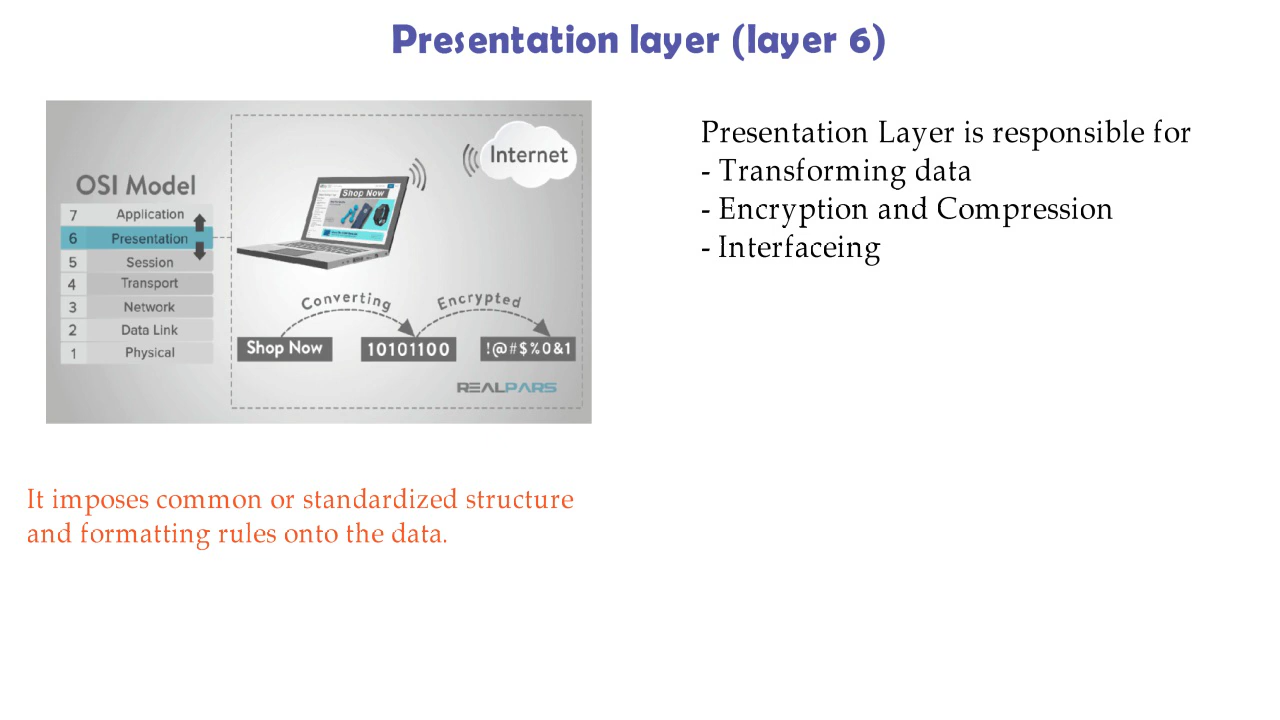 Presentation layer (layer 6)
Internet
OSI Model
Shop Now
7 Application
6 Presentation
5 Session
4 Transport
3 Network
2 Data Link
1 Physical
Converting
Encrypted
Shop Now
10101100
!@#$%0&1
REALPARS
Presentation Layer is responsible for
- Transforming data
- Encryption and Compression
- Interfaceing
It imposes common or standardized structure
and formatting rules onto the data.